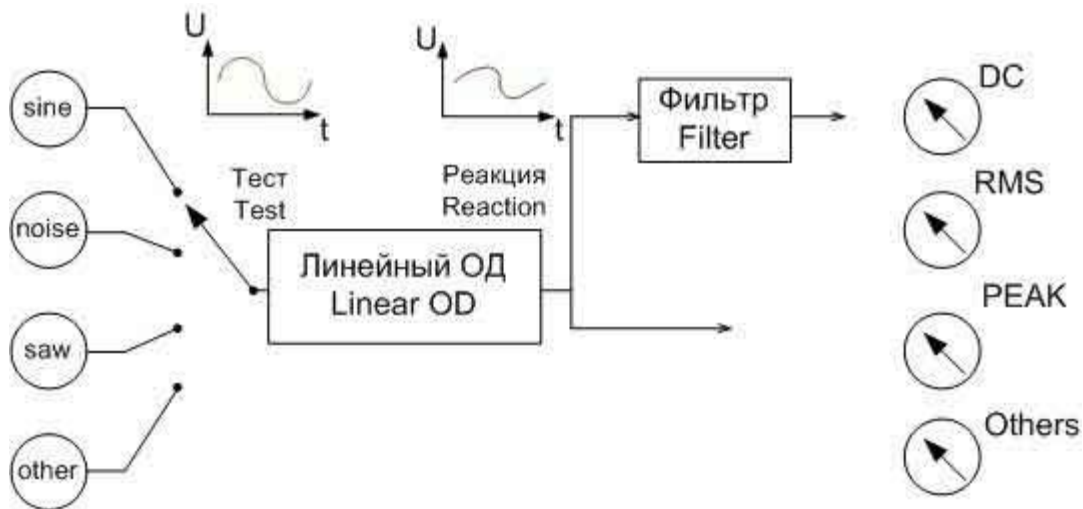 U
t
U
t
sine
noise
saw
other
Тест
Test
Линейный ОД
Linear OD
Реакция
Reaction
Фильтр
Filter
DC
RMS
PEAK
Others